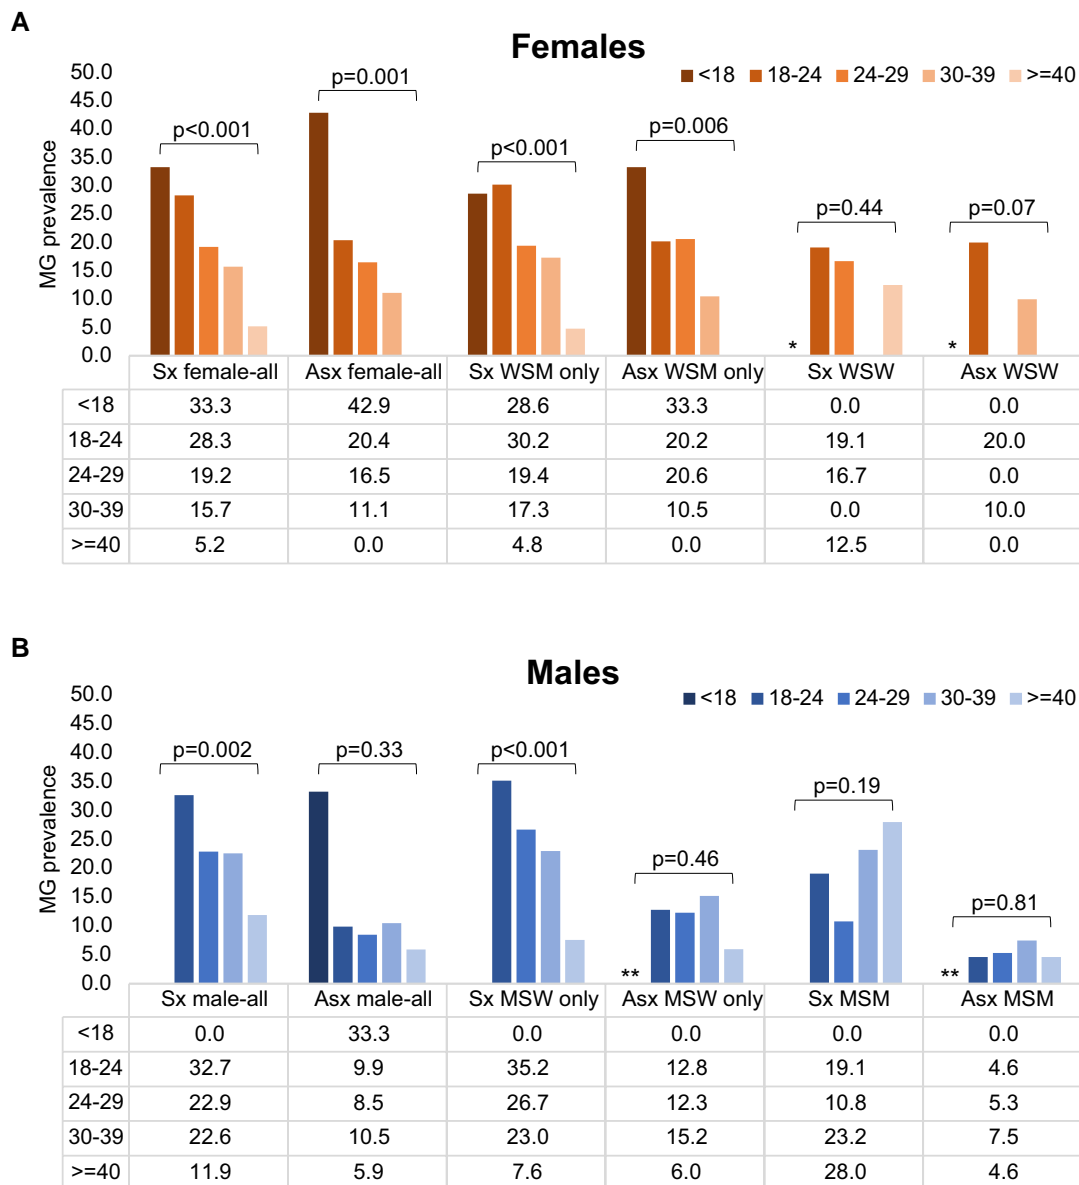 A
Females
<18 18-24 24-29 30-39 >=40
MG prevalence
50.0
45.0
40.0
35.0
30.0
25.0
20.0
15.0
10.0
5.0
0.0
p<0.001 p=0.001 p<0.001 p=0.006 p=0.44 p=0.07
* *
Sx female-all Asx female-all Sx WSM only Asx WSM only Sx WSW Asx WSW
<18 33.3 42.9 28.6 33.3 0.0 0.0
18-24 28.3 20.4 30.2 20.2 19.1 20.0
24-29 19.2 16.5 19.4 20.6 16.7 0.0
30-39 15.7 11.1 17.3 10.5 0.0 10.0
>=40 5.2 0.0 4.8 0.0 12.5 0.0
B
Males
<18 18-24 24-29 30-39 >=40
MG prevalence
50.0
45.0
40.0
35.0
30.0
25.0
20.0
15.0
10.0
5.0
0.0
p=0.002 p=0.33 p<0.001 p=0.46 p=0.19 p=0.81
** **
Sx male-all Asx male-all Sx MSW only Asx MSW only Sx MSM Asx MSM
<18 0.0 33.3 0.0 0.0 0.0 0.0
18-24 32.7 9.9 35.2 12.8 19.1 4.6
24-29 22.9 8.5 26.7 12.3 10.8 5.3
30-39 22.6 10.5 23.0 15.2 23.2 7.5
>=40 11.9 5.9 7.6 6.0 28.0 4.6